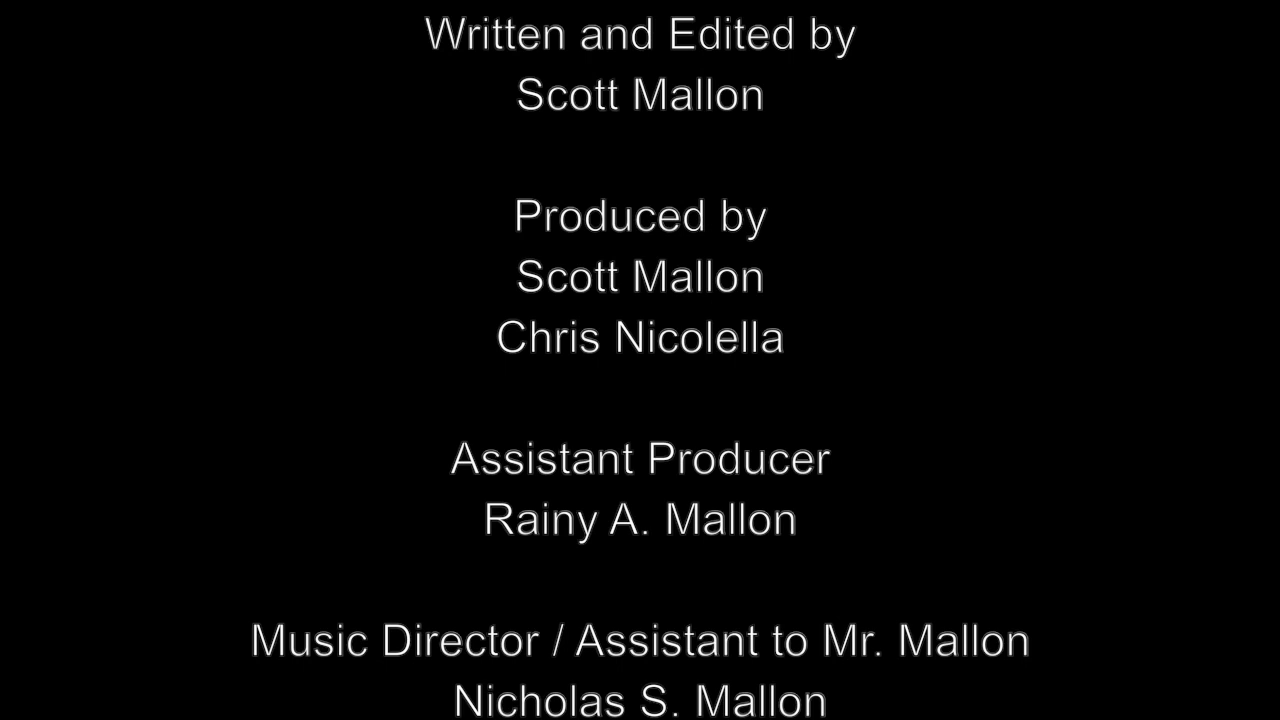 Written and Edited by
Scott Mallon
Produced by
Scott Mallon
Chris Nicolella
Assistant Producer
Rainy A. Mallon
Music Director / Assistant to Mr. Mallon
Nicholas S. Mallon